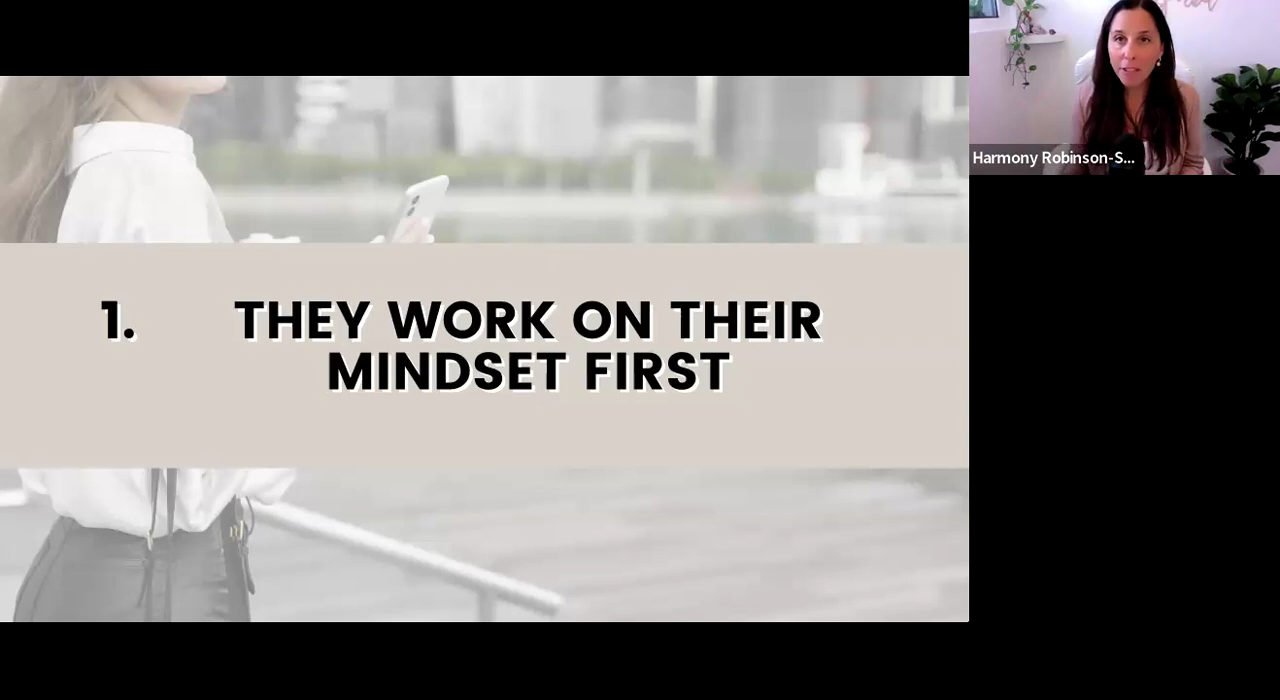 1. THEY WORK ON THEIR
MINDSET FIRST
Harmony Robinson-S...